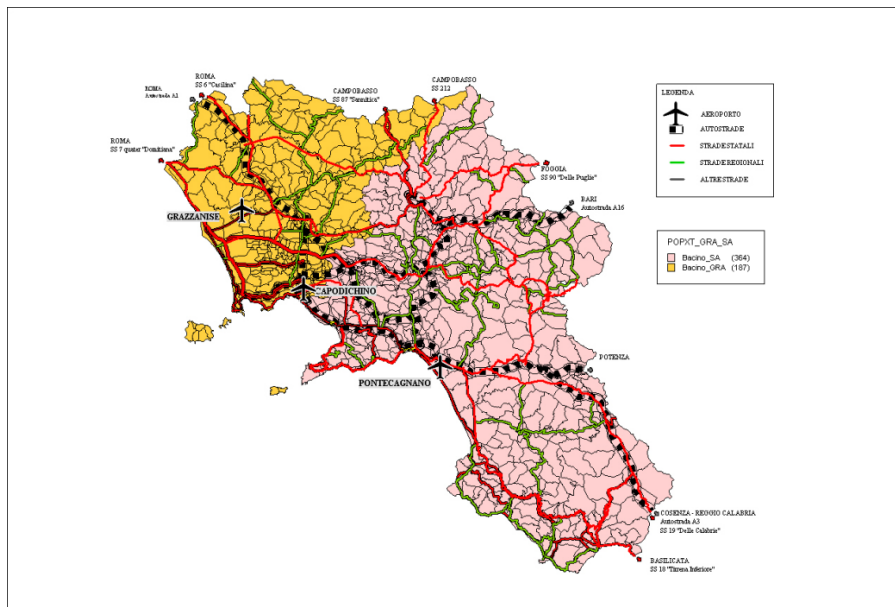 ROMA
SS 6 "Casilina"
ROMA
Autostrada A1
CAMPOBASSO
SS 87 "Sannitica"
CAMPOBASSO
SS 212
ROMA
SS 7 quater "Domitiana"
FOGGIA
SS 90 "Delle Puglie"
BARI
Autostrada A16
GRAZZANISE
CAPODICHINO
PONTECAGNANO
POTENZA
COSENZA - REGGIO CALABRIA
Autostrada A3
SS 19 "Delle Calabrie"
BASILICATA
SS 18 "Tirrena Inferiore"
LEGENDA
AEROPORTO
AUTOSTRADE
STRADE STATALI
STRADE REGIONALI
ALTRE STRADE
POPXT_GRA_SA
Bacino_SA (364)
Bacino_GRA (187)